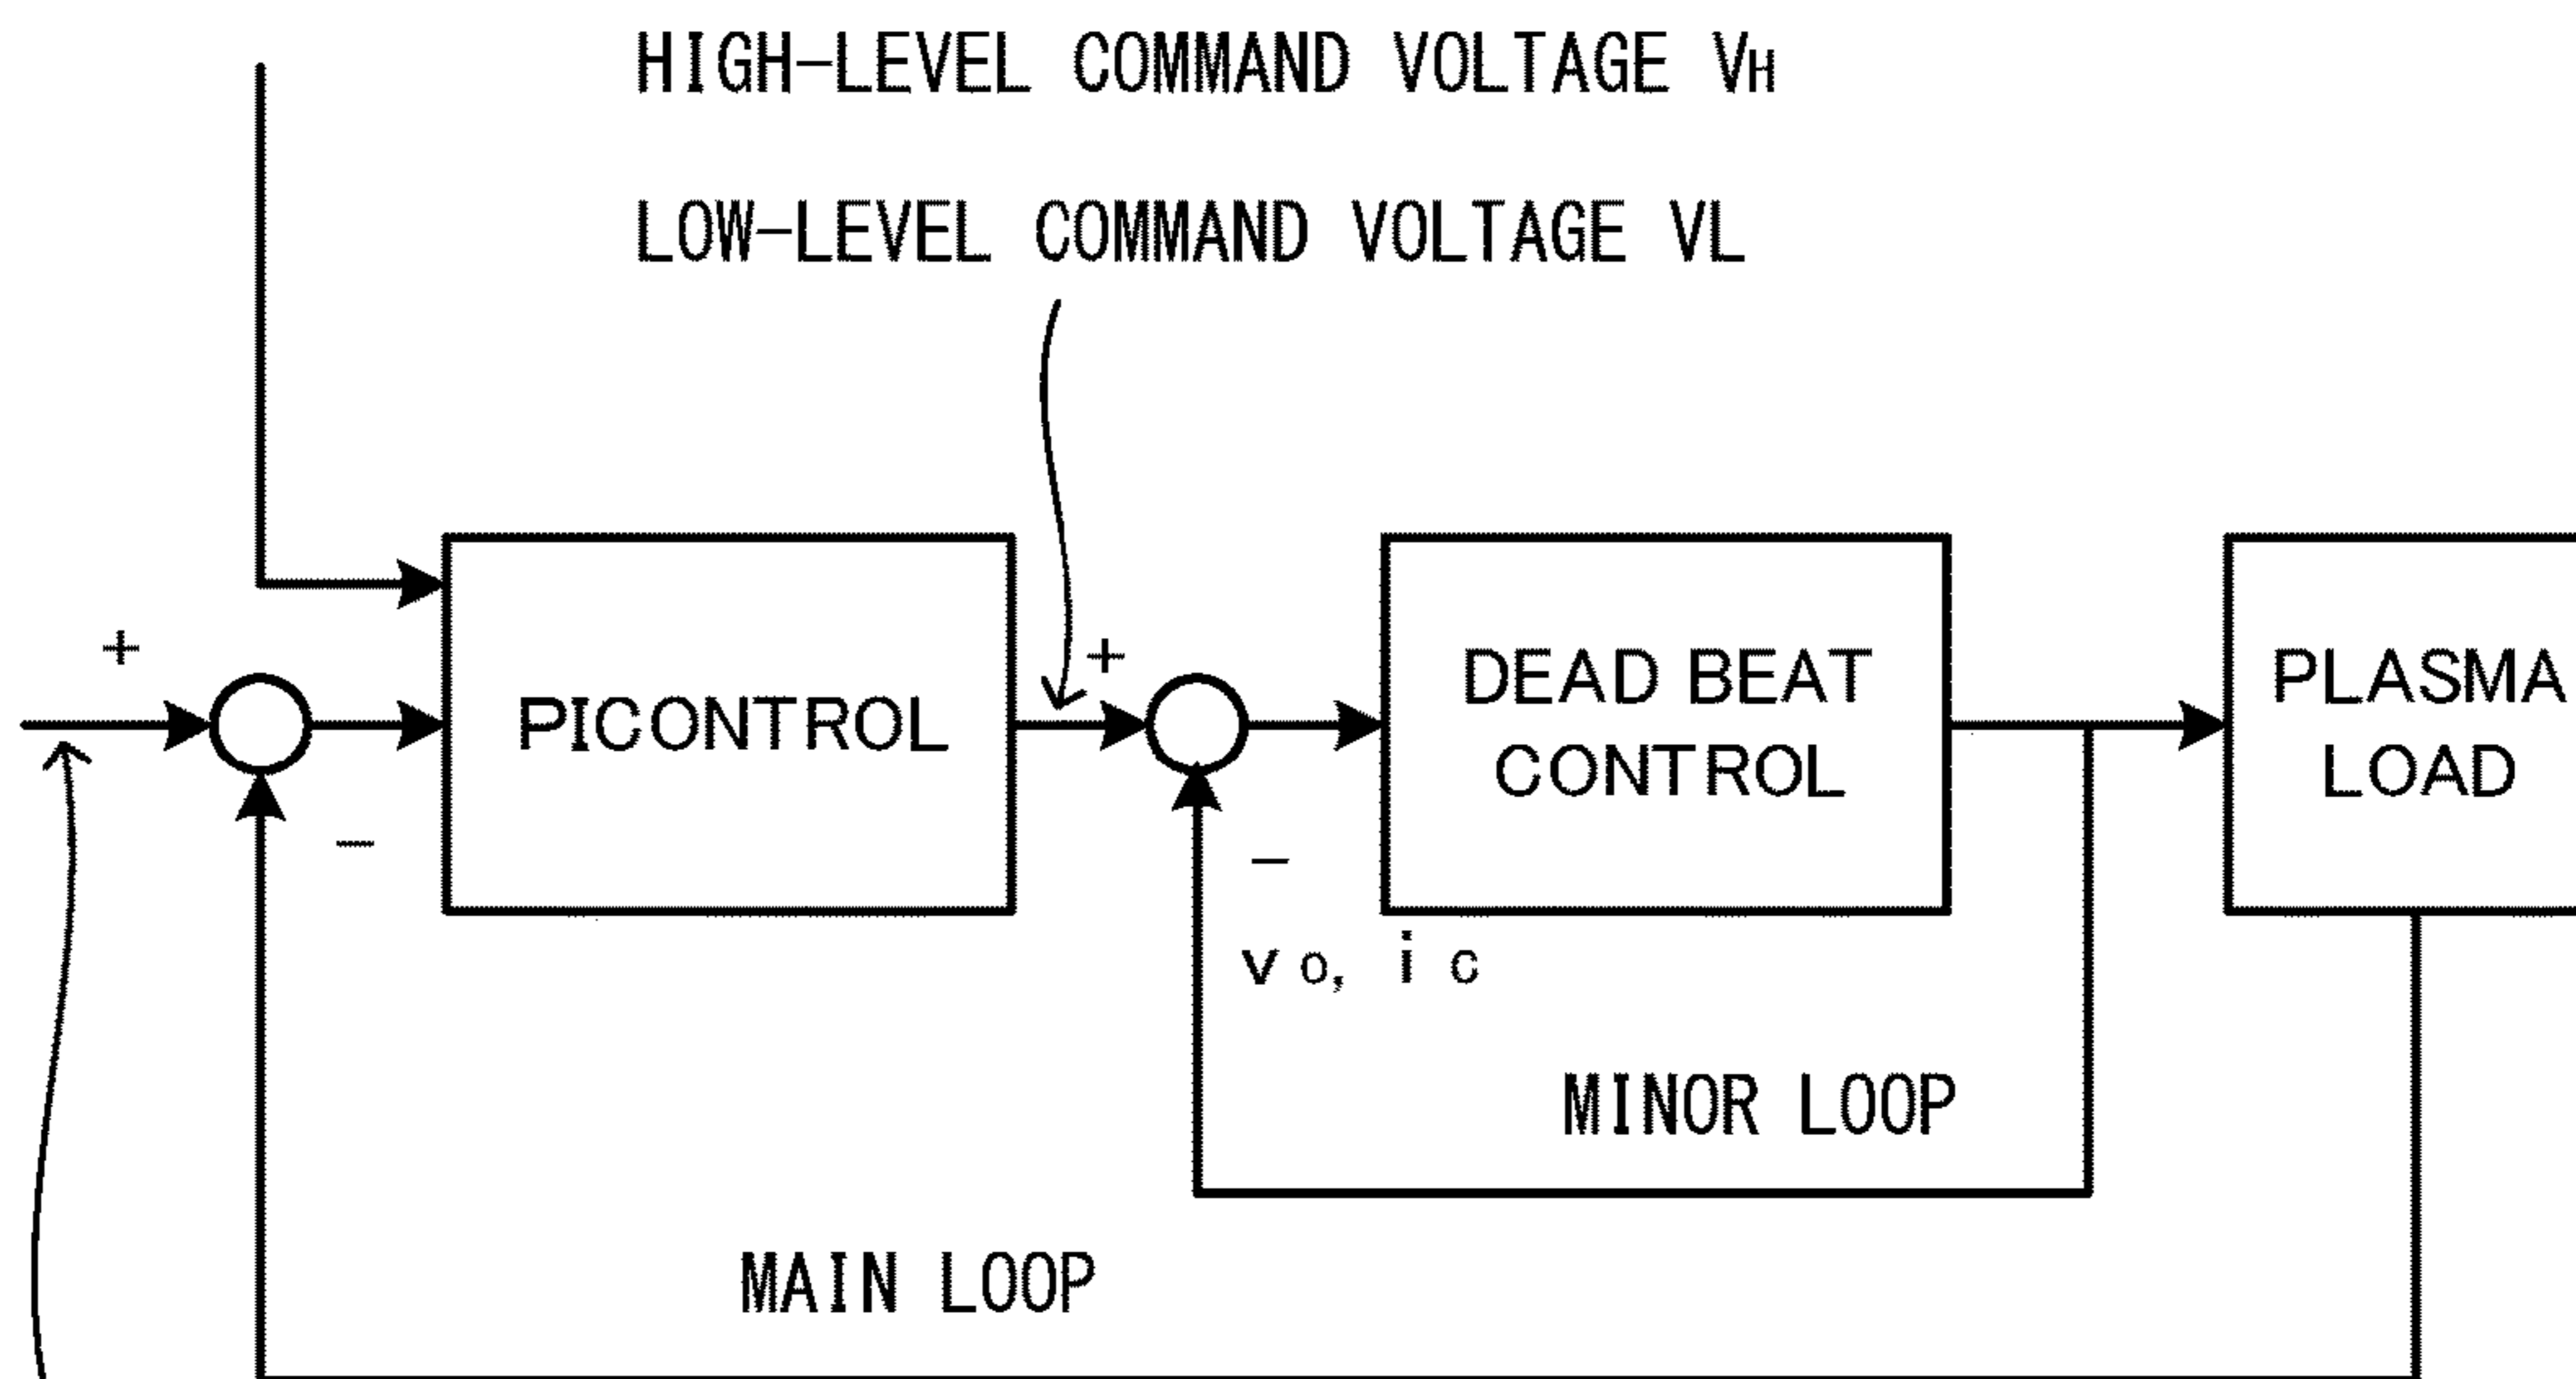 HIGH-LEVEL COMMAND VOLTAGE VH
LOW-LEVEL COMMAND VOLTAGE VL
+
+
PICONTROL
DEAD BEAT
CONTROL
PLASMA
LOAD
−
−
vo, ic
MINOR LOOP
MAIN LOOP